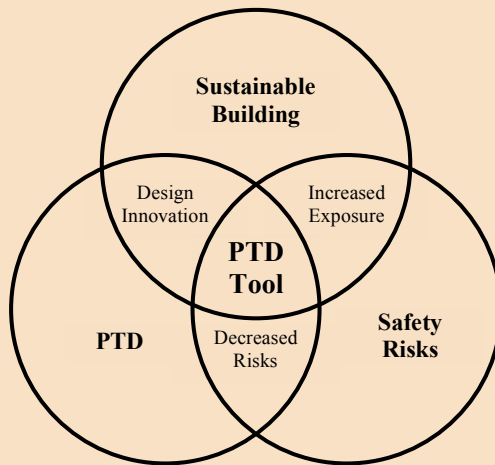 Sustainable
Building
Design
Innovation
Increased
Exposure
PTD
Tool
PTD
Decreased
Risks
Safety
Risks